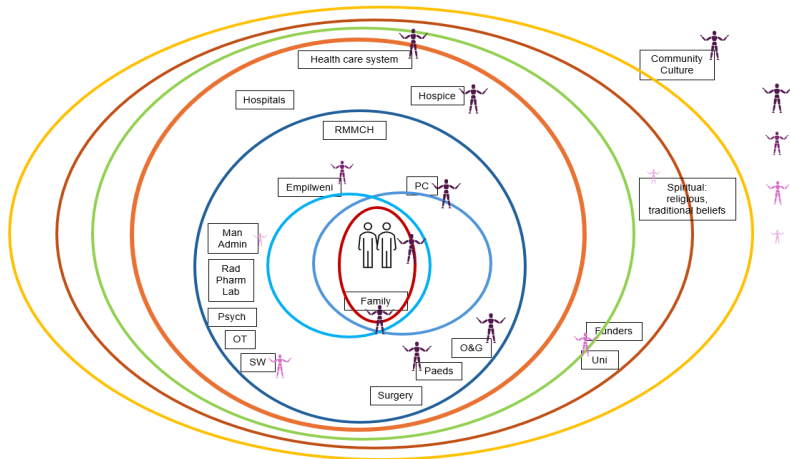 Health care system
Community
Culture
Hospitals
Hospice
RMMCH
Empilweni
PC
Spiritual:
religious,
traditional beliefs
Man
Admin
Rad
Pharm
Lab
Family
Psych
OT
SW
O&G
Paeds
Surgery
Funders
Uni